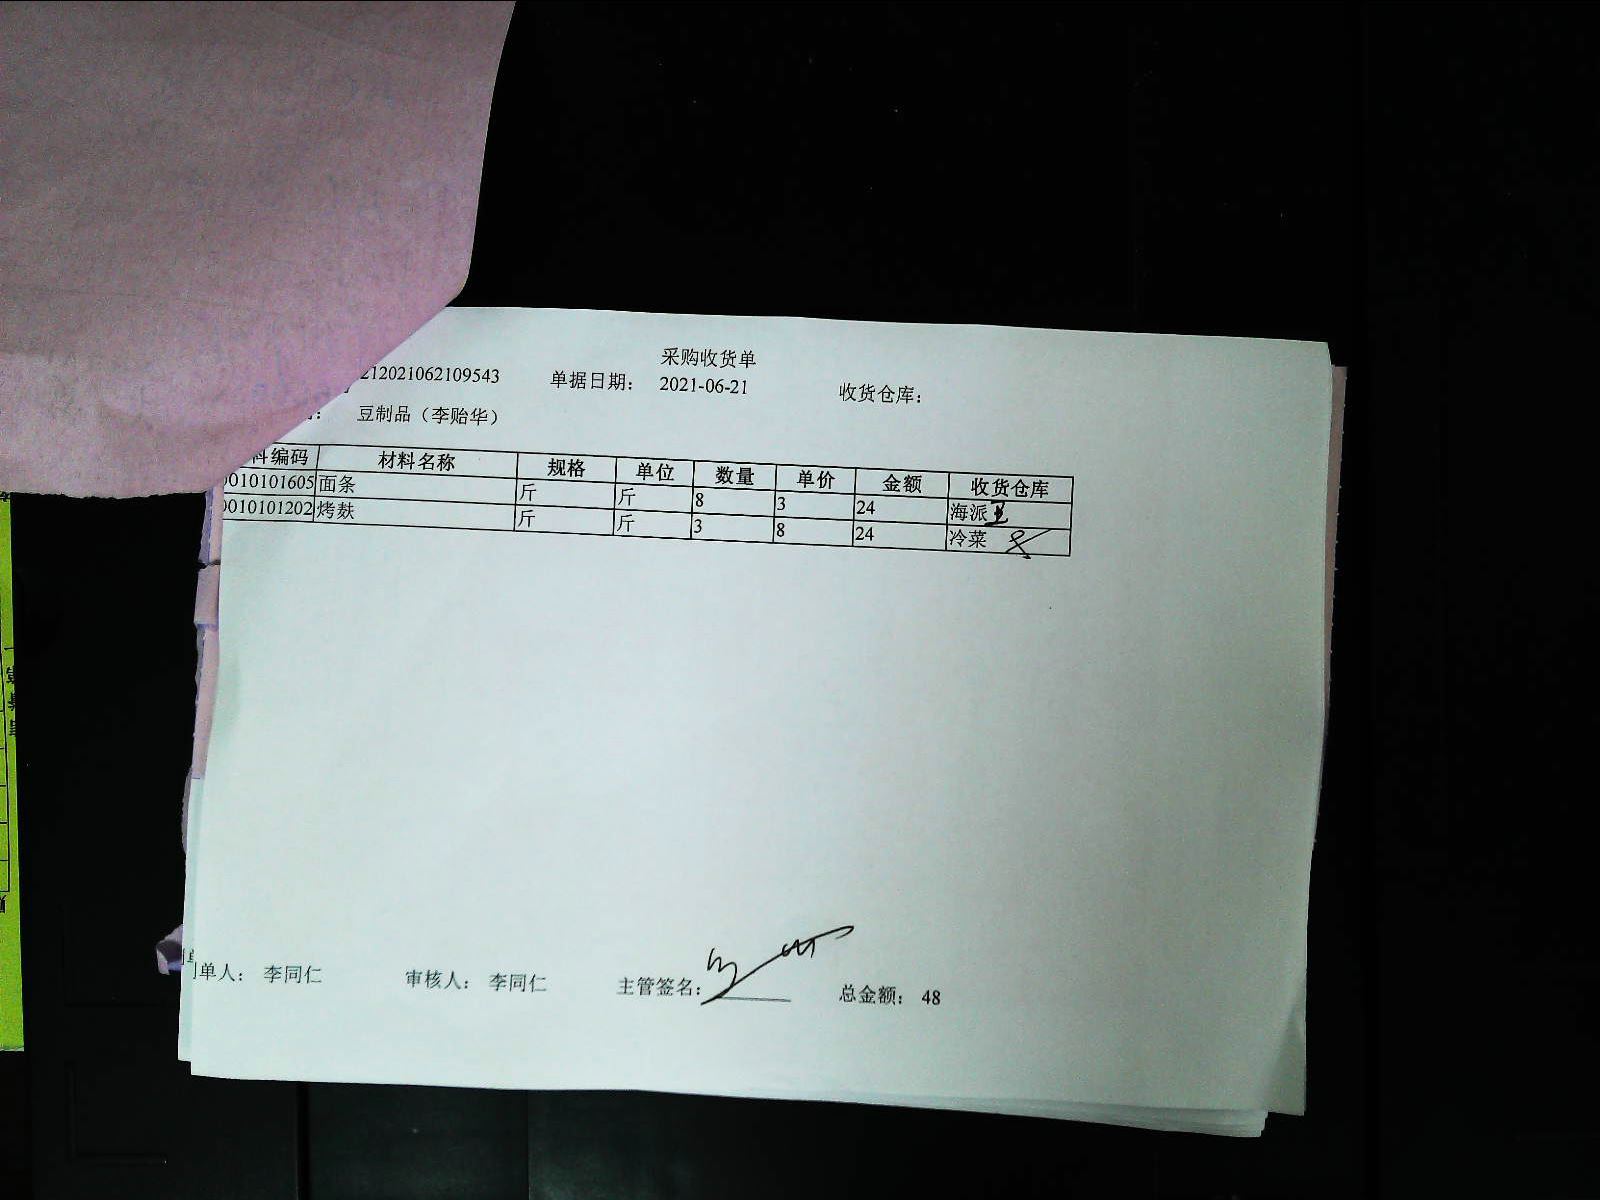 采购收货单
212021062109543 单据日期: 2021-06-21 收货仓库:
豆制品（李贻华）
料编码 材料名称 规格 单位 数量 单价 金额 收货仓库
0010101605 面条 斤 斤 8 3 24 海派
0010101202 烤麸 斤 斤 3 8 24 冷菜
制单人: 李同仁 审核人: 李同仁 主管签名: 总金额: 48